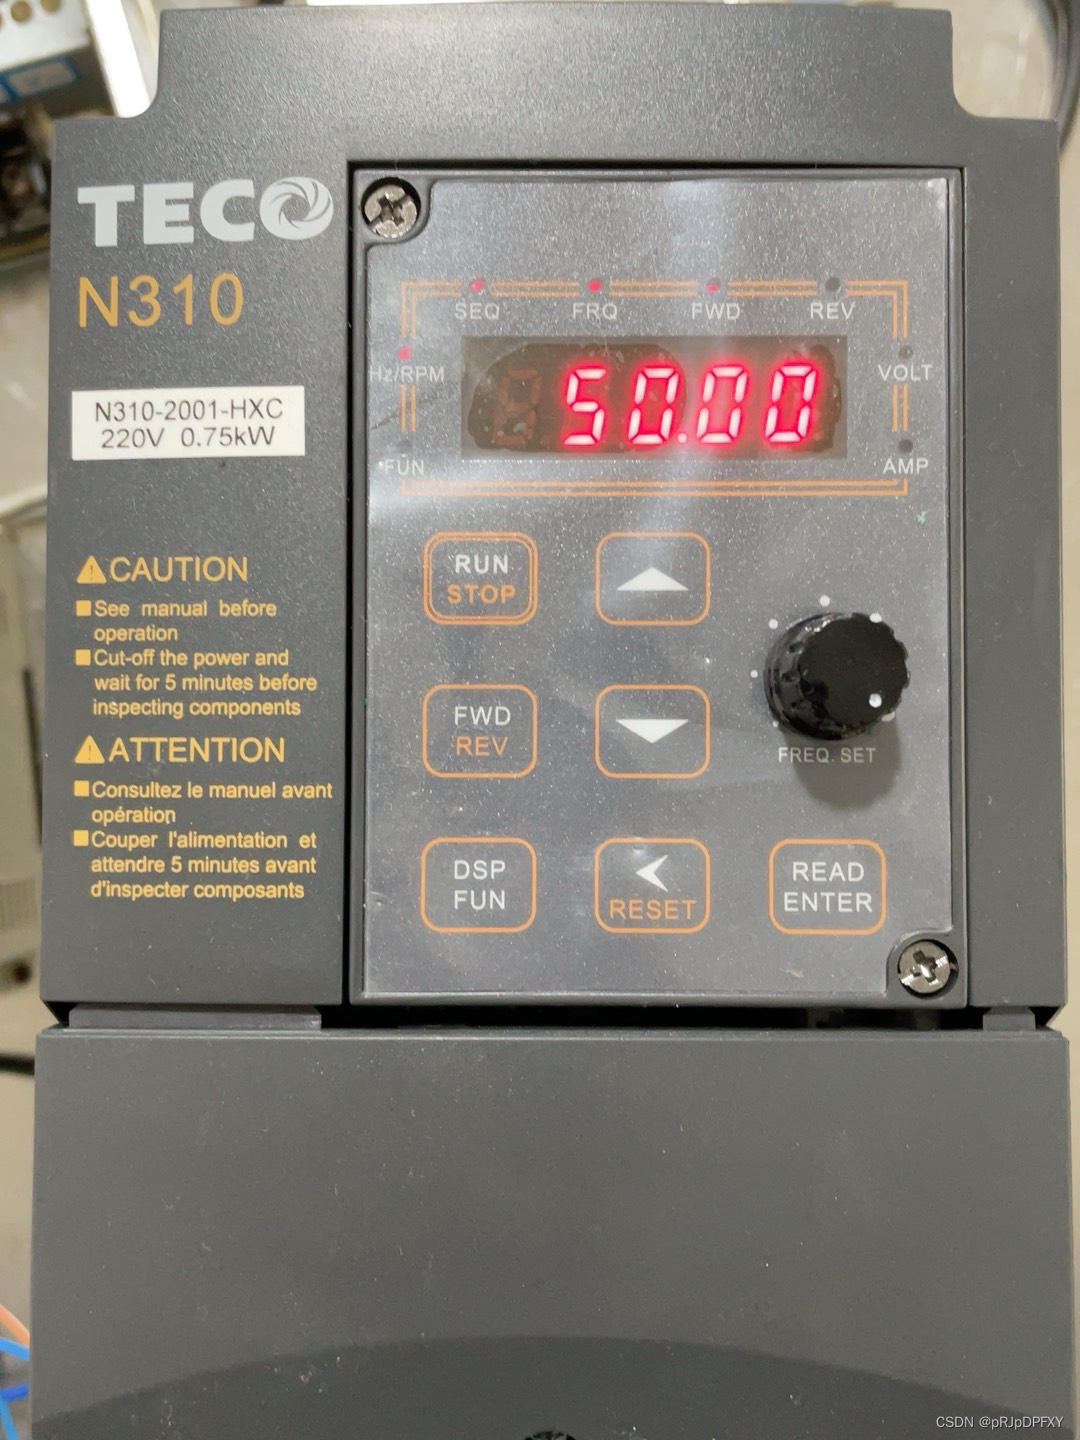 TECO
N310
N310-2001-HXC
220V 0.75kW
CAUTION
See manual before
operation
Cut-off the power and
wait for 5 minutes before
inspecting components
ATTENTION
Consultez le manuel avant
opération
Couper l'alimentation et
attendre 5 minutes avant
d'inspecter composants
SEQ FRQ FWD REV
Hz/RPM
VOLT
50.00
FUN
AMP
RUN
STOP
FWD
REV
FREQ. SET
DSP
FUN
RESET
READ
ENTER
CSDN @pRJpDPFXY